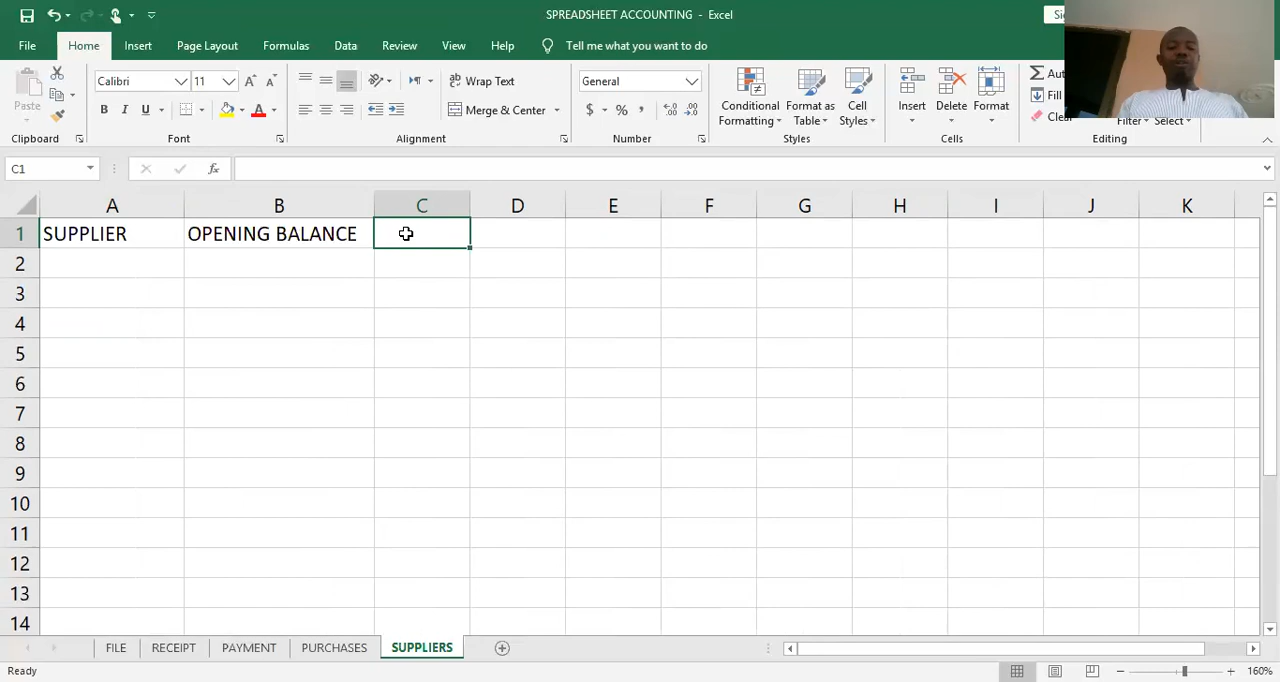 SPREADSHEET ACCOUNTING - Excel
File Home Insert Page Layout Formulas Data Review View Help Tell me what you want to do
Calibri 11 Wrap Text General
Paste B I U Merge & Center $ % , Conditional Formatting Format as Table Cell Styles Insert Delete Format Fill Filter Select
Clipboard Font Alignment Number Styles Cells Editing
C1 fx
A B C D E F G H I J K
1 SUPPLIER OPENING BALANCE
2
3
4
5
6
7
8
9
10
11
12
13
14
FILE RECEIPT PAYMENT PURCHASES SUPPLIERS
Ready 160%